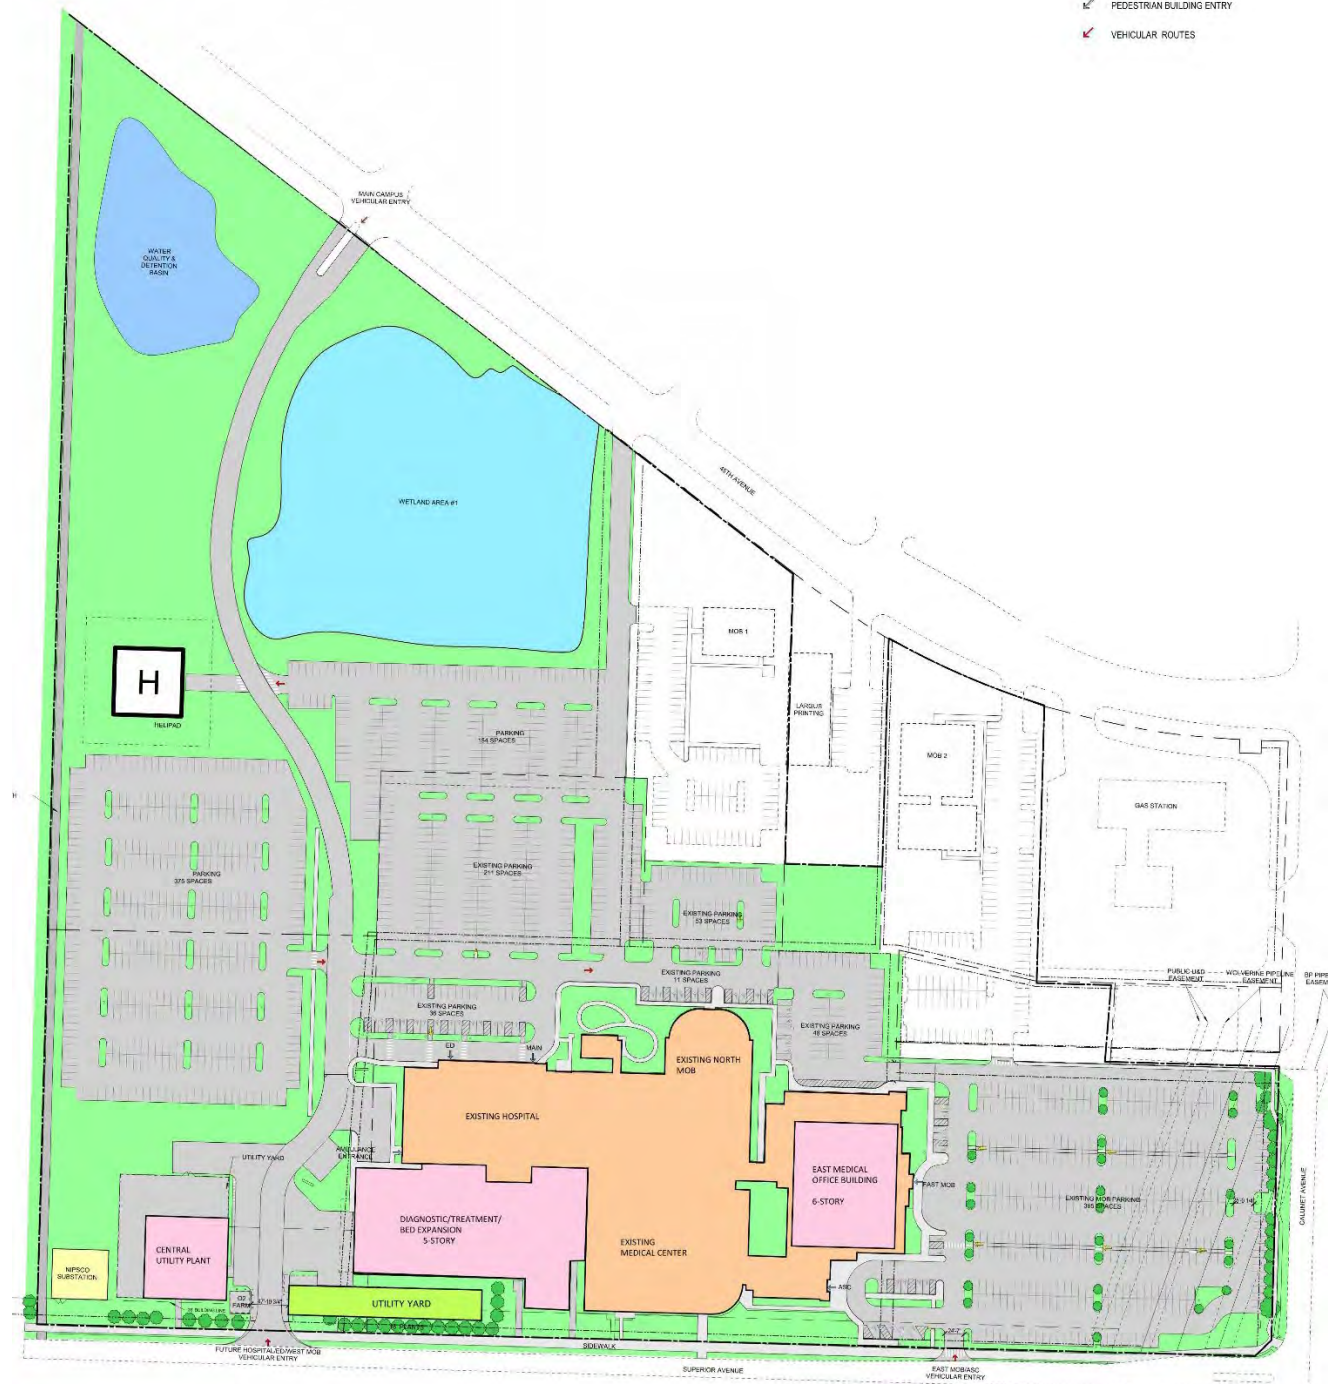 PEDESTRIAN BUILDING ENTRY
VEHICULAR ROUTES
MAIN CAMPUS
VEHICULAR ENTRY
WATER
QUALITY &
DETENTION
BASIN
45TH AVENUE
WETLAND AREA #1
MOB 1
H
HELIPAD
LARGUS
PRINTING
PARKING
184 SPACES
MOB 2
GAS STATION
EXISTING PARKING
211 SPACES
PARKING
375 SPACES
EXISTING PARKING
53 SPACES
EXISTING PARKING
11 SPACES
PUBLIC U&D
EASEMENT
WOLVERINE PIPELINE
EASEMENT
EXISTING PARKING
36 SPACES
EXISTING PARKING
48 SPACES
ED
MAIN
EXISTING NORTH
MOB
EXISTING HOSPITAL
AMBULANCE
ENTRANCE
UTILITY YARD
EAST MEDICAL
OFFICE BUILDING
6-STORY
EAST MOB
EXISTING MOB PARKING
CALUMET AVENUE
DIAGNOSTIC/TREATMENT/
BED EXPANSION
5-STORY
EXISTING
MEDICAL CENTER
CENTRAL
UTILITY PLANT
NIPSCO
SUBSTATION
O2
FARM
UTILITY YARD
ASC
SIDEWALK
FUTURE HOSPITAL/ED/WEST MOB
VEHICULAR ENTRY
SUPERIOR AVENUE
EAST MOB/ASC
VEHICULAR ENTRY